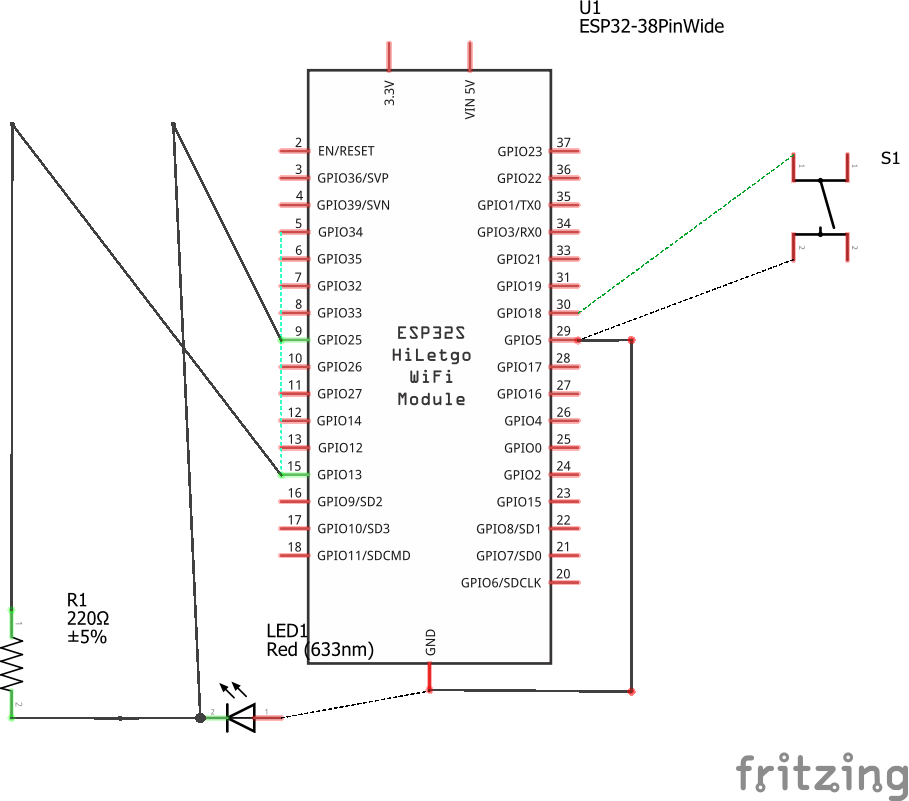 U1
ESP32-38PinWide
3.3V
VIN 5V
2
EN/RESET
GPIO23
37
3
GPIO36/SVP
GPIO22
36
4
GPIO39/SVN
GPIO1/TX0
35
5
GPIO34
GPIO3/RX0
34
6
GPIO35
GPIO21
33
7
GPIO32
GPIO19
31
8
GPIO33
GPIO18
30
9
GPIO25
GPIO5
29
10
GPIO26
GPIO17
28
11
GPIO27
GPIO16
27
12
GPIO14
GPIO4
26
13
GPIO12
GPIO0
25
15
GPIO13
GPIO2
24
16
GPIO9/SD2
GPIO15
23
17
GPIO10/SD3
GPIO8/SD1
22
18
GPIO11/SDCMD
GPIO7/SD0
21
GPIO6/SDCLK
20
ESP32S
HiLetgo
WiFi
Module
GND
S1
1
1
2
2
R1
220Ω
±5%
1
2
LED1
Red (633nm)
2
1
fritzing